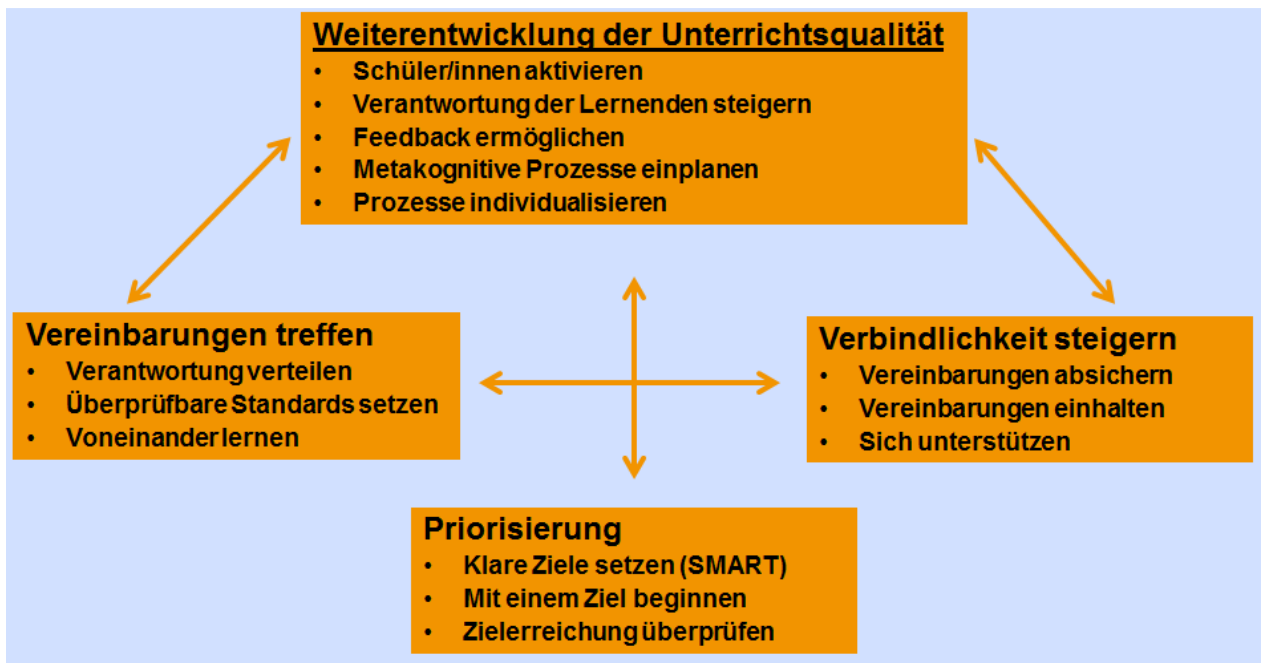 Weiterentwicklung der Unterrichtsqualität
• Schüler/innen aktivieren
• Verantwortung der Lernenden steigern
• Feedback ermöglichen
• Metakognitive Prozesse einplanen
• Prozesse individualisieren
Vereinbarungen treffen
• Verantwortung verteilen
• Überprüfbare Standards setzen
• Voneinander lernen
Verbindlichkeit steigern
• Vereinbarungen absichern
• Vereinbarungen einhalten
• Sich unterstützen
Priorisierung
• Klare Ziele setzen (SMART)
• Mit einem Ziel beginnen
• Zielerreichung überprüfen